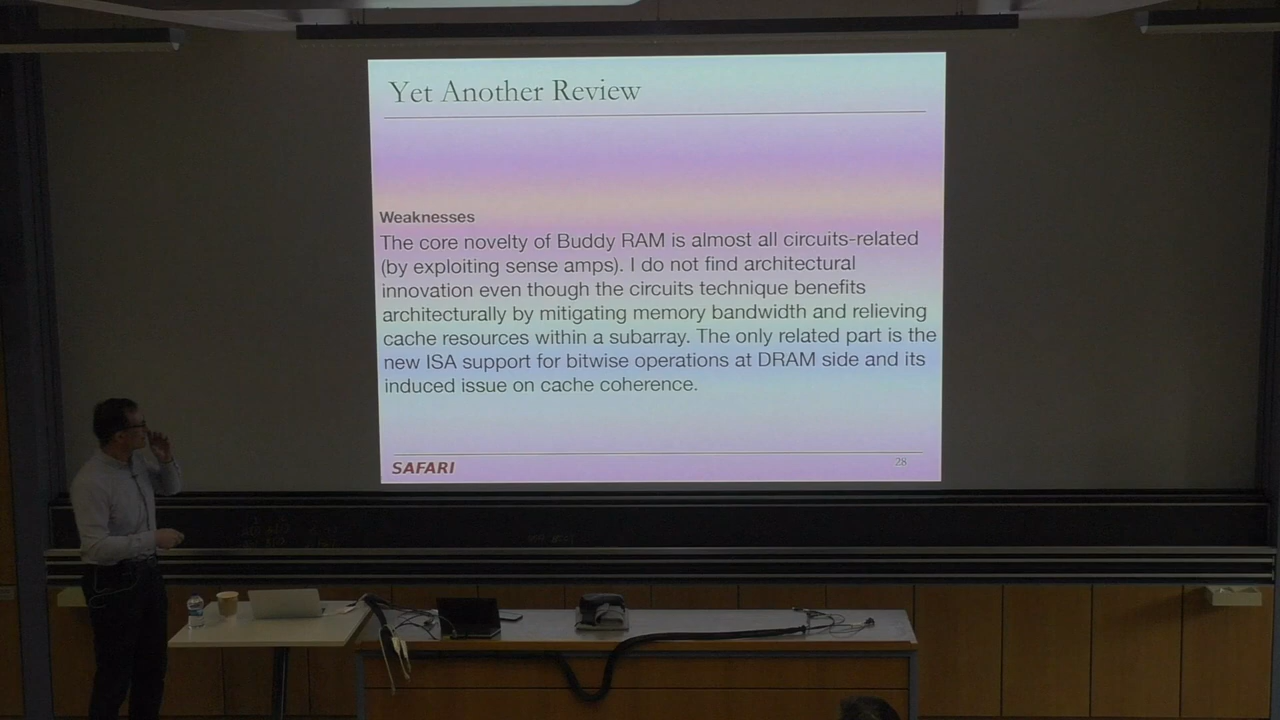 Yet Another Review
Weaknesses
The core novelty of Buddy RAM is almost all circuits-related
(by exploiting sense amps). I do not find architectural
innovation even though the circuits technique benefits
architecturally by mitigating memory bandwidth and relieving
cache resources within a subarray. The only related part is the
new ISA support for bitwise operations at DRAM side and its
induced issue on cache coherence.
SAFARI
28